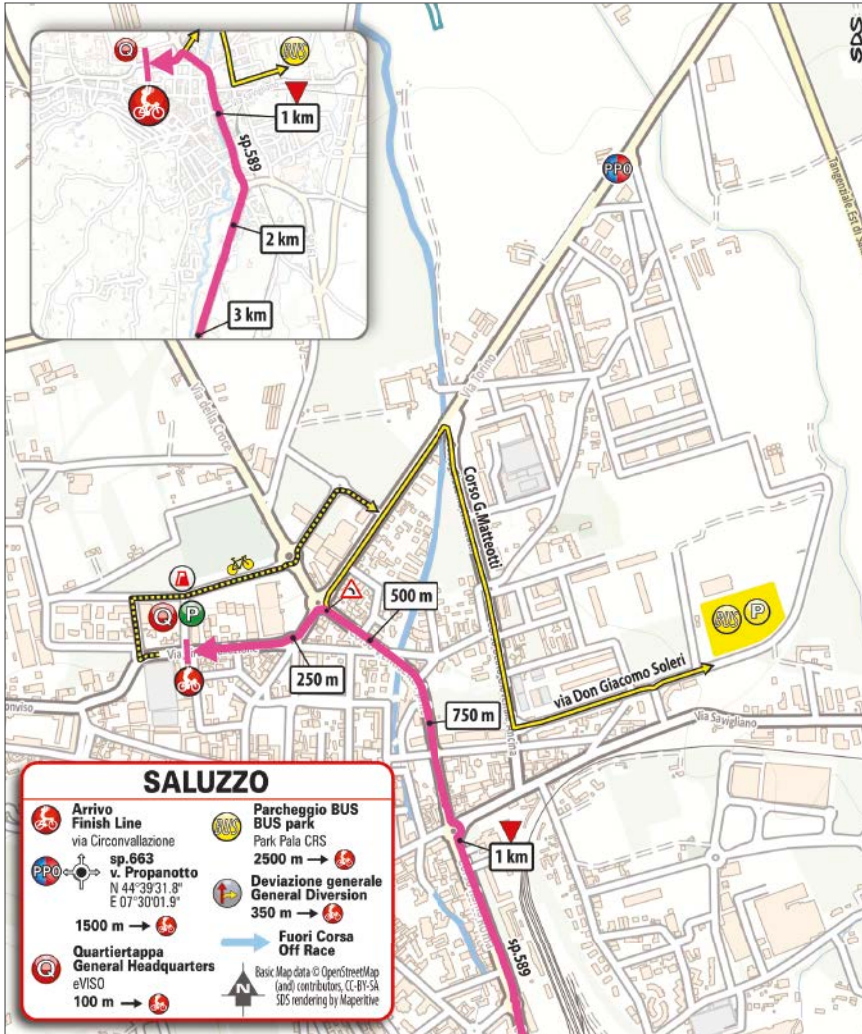 SDS
Q
BUS
1 km
sp.589
2 km
3 km
PPO
Tangenziale Est di
Via della Croce
Via Torino
Corso G.Matteotti
500 m
Q P
BUS P
250 m
via Don Giacomo Soleri
750 m
Via Savigliano
1 km
sp.589
SALUZZO
Arrivo
Finish Line
via Circonvallazione
PPO
sp.663
v. Propanotto
N 44°39'31.8"
E 07°30'01.9"
1500 m
Q
Quartiertappa
General Headquarters
eVISO
100 m
BUS
Parcheggio BUS
BUS park
Park Pala CRS
2500 m
Deviazione generale
General Diversion
350 m
Fuori Corsa
Off Race
N
Basic Map data © OpenStreetMap
(and) contributors, CC-BY-SA
SDS rendering by Maperitive